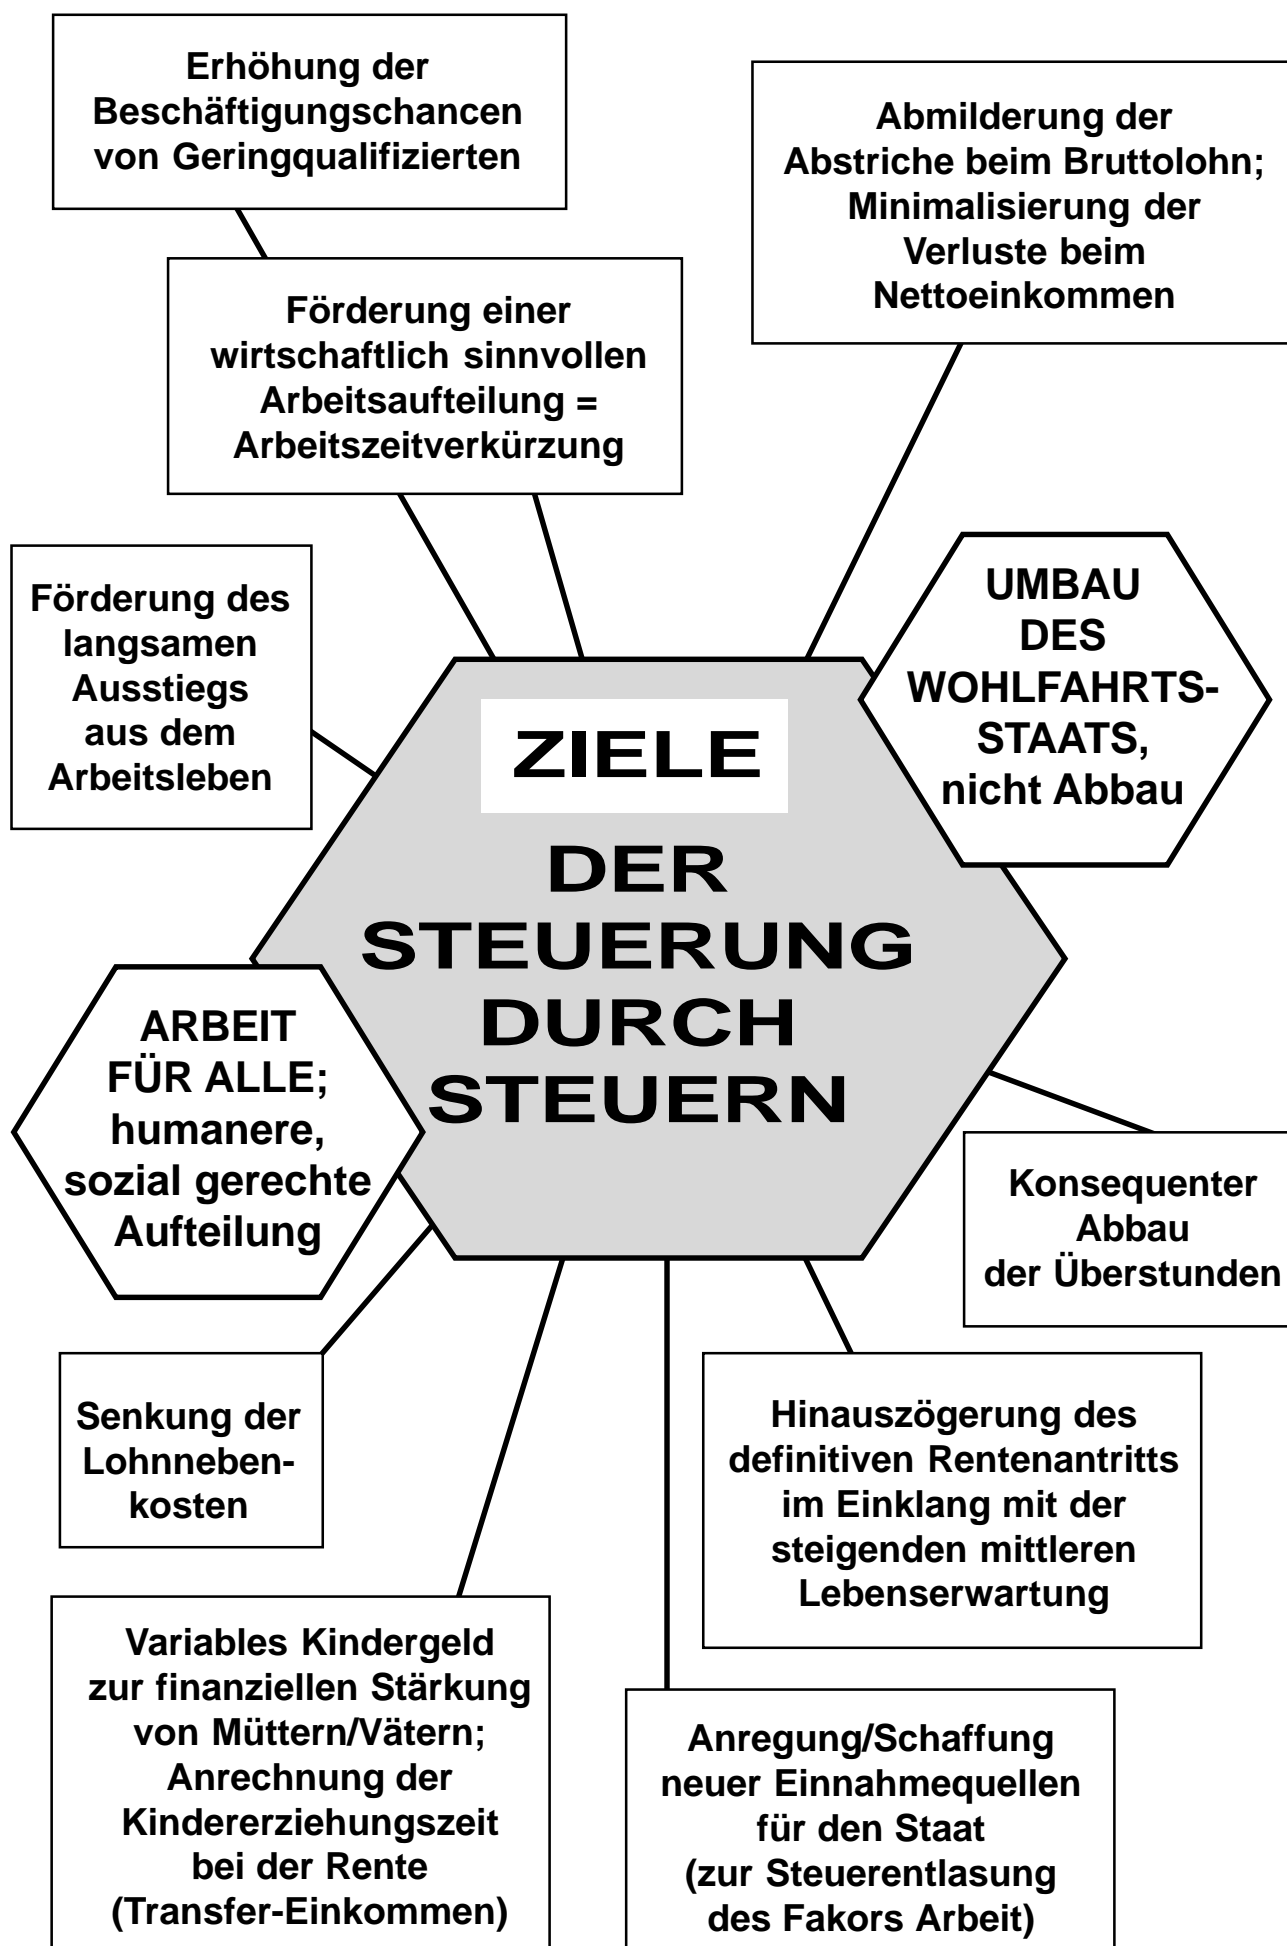 Erhöhung der
Beschäftigungschancen
von Geringqualifizierten
Abmilderung der
Abstriche beim Bruttolohn;
Minimalisierung der
Verluste beim
Nettoeinkommen
Förderung einer
wirtschaftlich sinnvollen
Arbeitsaufteilung =
Arbeitszeitverkürzung
Förderung des
langsamen
Ausstiegs
aus dem
Arbeitsleben
UMBAU
DES
WOHLFAHRTS-
STAATS,
nicht Abbau
ZIELE
DER
STEUERUNG
DURCH
STEUERN
ARBEIT
FÜR ALLE;
humanere,
sozial gerechte
Aufteilung
Konsequenter
Abbau
der Überstunden
Senkung der
Lohnneben-
kosten
Hinauszögerung des
definitiven Rentenantritts
im Einklang mit der
steigenden mittleren
Lebenserwartung
Variables Kindergeld
zur finanziellen Stärkung
von Müttern/Vätern;
Anrechnung der
Kindererziehungszeit
bei der Rente
(Transfer-Einkommen)
Anregung/Schaffung
neuer Einnahmequellen
für den Staat
(zur Steuerentlasung
des Fakors Arbeit)